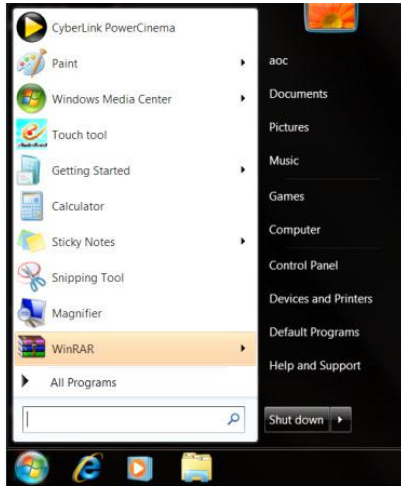 CyberLink PowerCinema
Paint
Windows Media Center
Touch tool
Getting Started
Calculator
Sticky Notes
Snipping Tool
Magnifier
WinRAR
All Programs
aoc
Documents
Pictures
Music
Games
Computer
Control Panel
Devices and Printers
Default Programs
Help and Support
Shut down